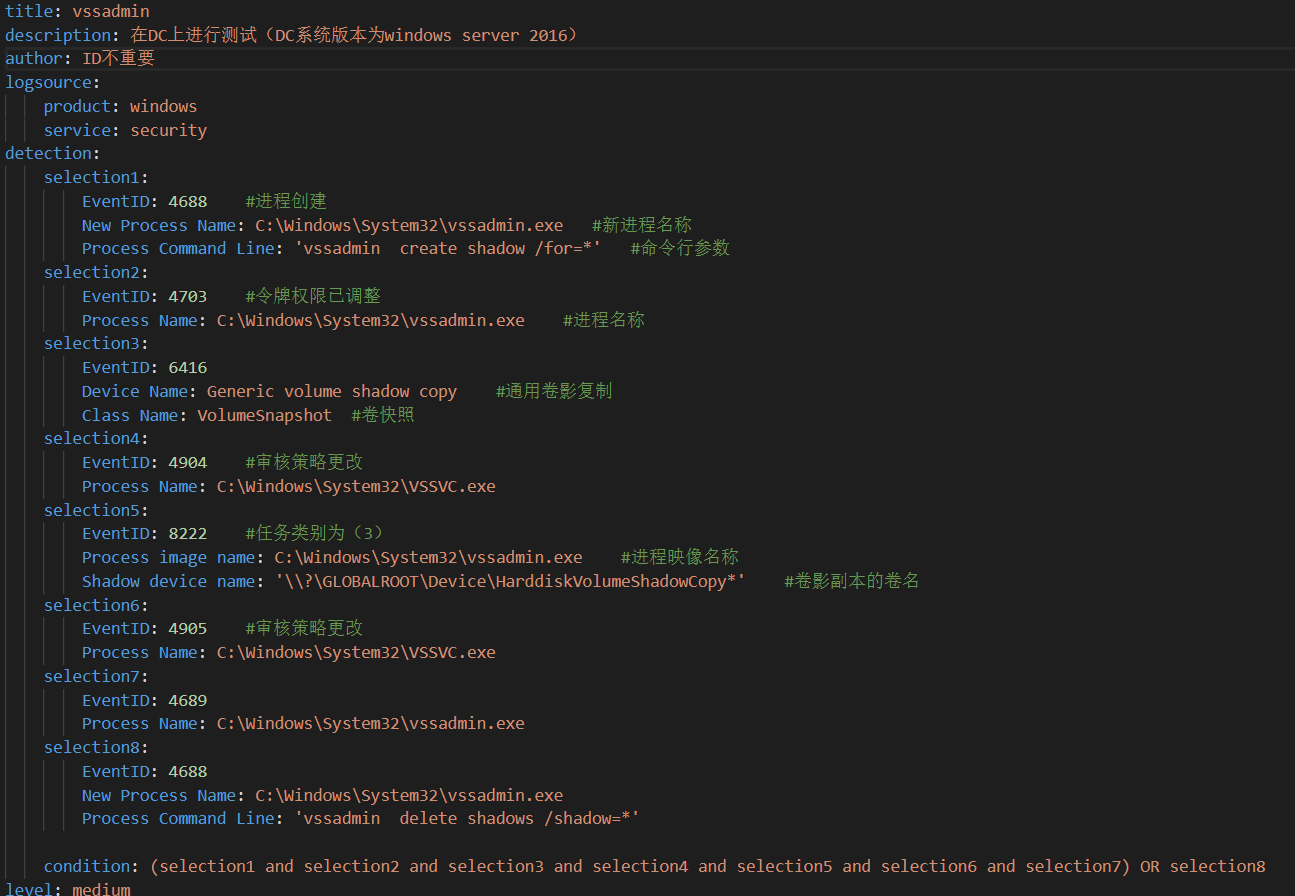 title: vssadmin
description: 在DC上进行测试（DC系统版本为windows server 2016）
author: ID不重要
logsource:
    product: windows
    service: security
detection:
    selection1:
        EventID: 4688    #进程创建
        New Process Name: C:\Windows\System32\vssadmin.exe   #新进程名称
        Process Command Line: 'vssadmin  create shadow /for=*'   #命令行参数
    selection2:
        EventID: 4703    #令牌权限已调整
        Process Name: C:\Windows\System32\vssadmin.exe    #进程名称
    selection3:
        EventID: 6416
        Device Name: Generic volume shadow copy    #通用卷影复制
        Class Name: VolumeSnapshot  #卷快照
    selection4:
        EventID: 4904    #审核策略更改
        Process Name: C:\Windows\System32\VSSVC.exe
    selection5:
        EventID: 8222    #任务类别为（3）
        Process image name: C:\Windows\System32\vssadmin.exe    #进程映像名称
        Shadow device name: '\\?\GLOBALROOT\Device\HarddiskVolumeShadowCopy*'    #卷影副本的卷名
    selection6:
        EventID: 4905    #审核策略更改
        Process Name: C:\Windows\System32\VSSVC.exe
    selection7:
        EventID: 4689
        Process Name: C:\Windows\System32\vssadmin.exe
    selection8:
        EventID: 4688
        New Process Name: C:\Windows\System32\vssadmin.exe
        Process Command Line: 'vssadmin  delete shadows /shadow=*'
    condition: (selection1 and selection2 and selection3 and selection4 and selection5 and selection6 and selection7) OR selection8
level: medium